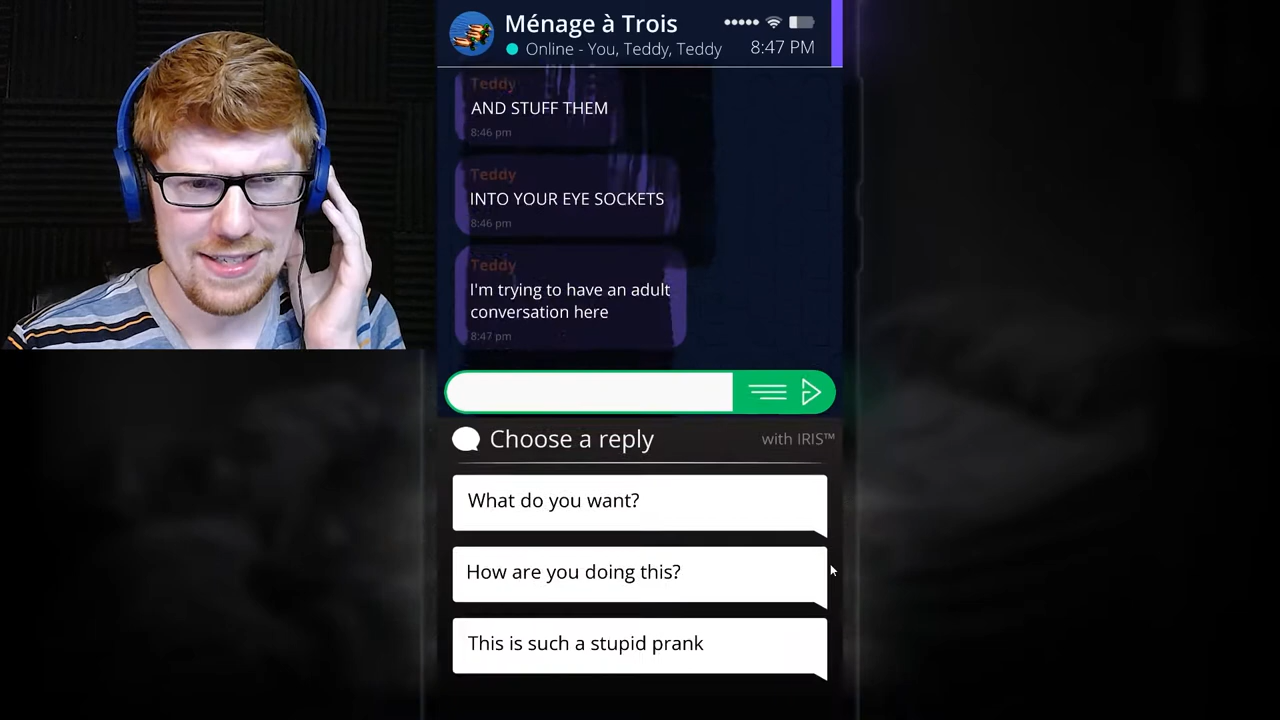 Ménage à Trois
Online - You, Teddy, Teddy
8:47 PM
Teddy
AND STUFF THEM
8:46 pm
Teddy
INTO YOUR EYE SOCKETS
8:46 pm
Teddy
I'm trying to have an adult
conversation here
8:47 pm
Choose a reply
with IRIS™
What do you want?
How are you doing this?
This is such a stupid prank